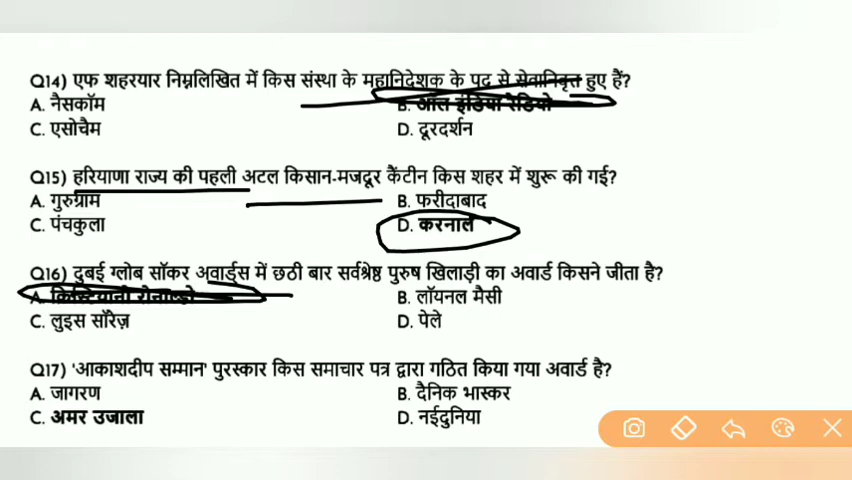 Q14) एफ शहरयार निम्नलिखित में किस संस्था के महानिदेशक के पद से सेवानिवृत्त हुए हैं?
A. नैसकॉम
B. ऑल इंडिया रेडियो
C. एसोचैम
D. दूरदर्शन
Q15) हरियाणा राज्य की पहली अटल किसान-मजदूर कैंटीन किस शहर में शुरू की गई?
A. गुरुग्राम
B. फरीदाबाद
C. पंचकुला
D. करनाल
Q16) दुबई ग्लोब सॉकर अवार्ड्स में छठी बार सर्वश्रेष्ठ पुरुष खिलाड़ी का अवार्ड किसने जीता है?
A. क्रिस्टियानो रोनाल्डो
B. लॉयनल मैसी
C. लुइस सॉरेज़
D. पेले
Q17) 'आकाशदीप सम्मान' पुरस्कार किस समाचार पत्र द्वारा गठित किया गया अवार्ड है?
A. जागरण
B. दैनिक भास्कर
C. अमर उजाला
D. नईदुनिया